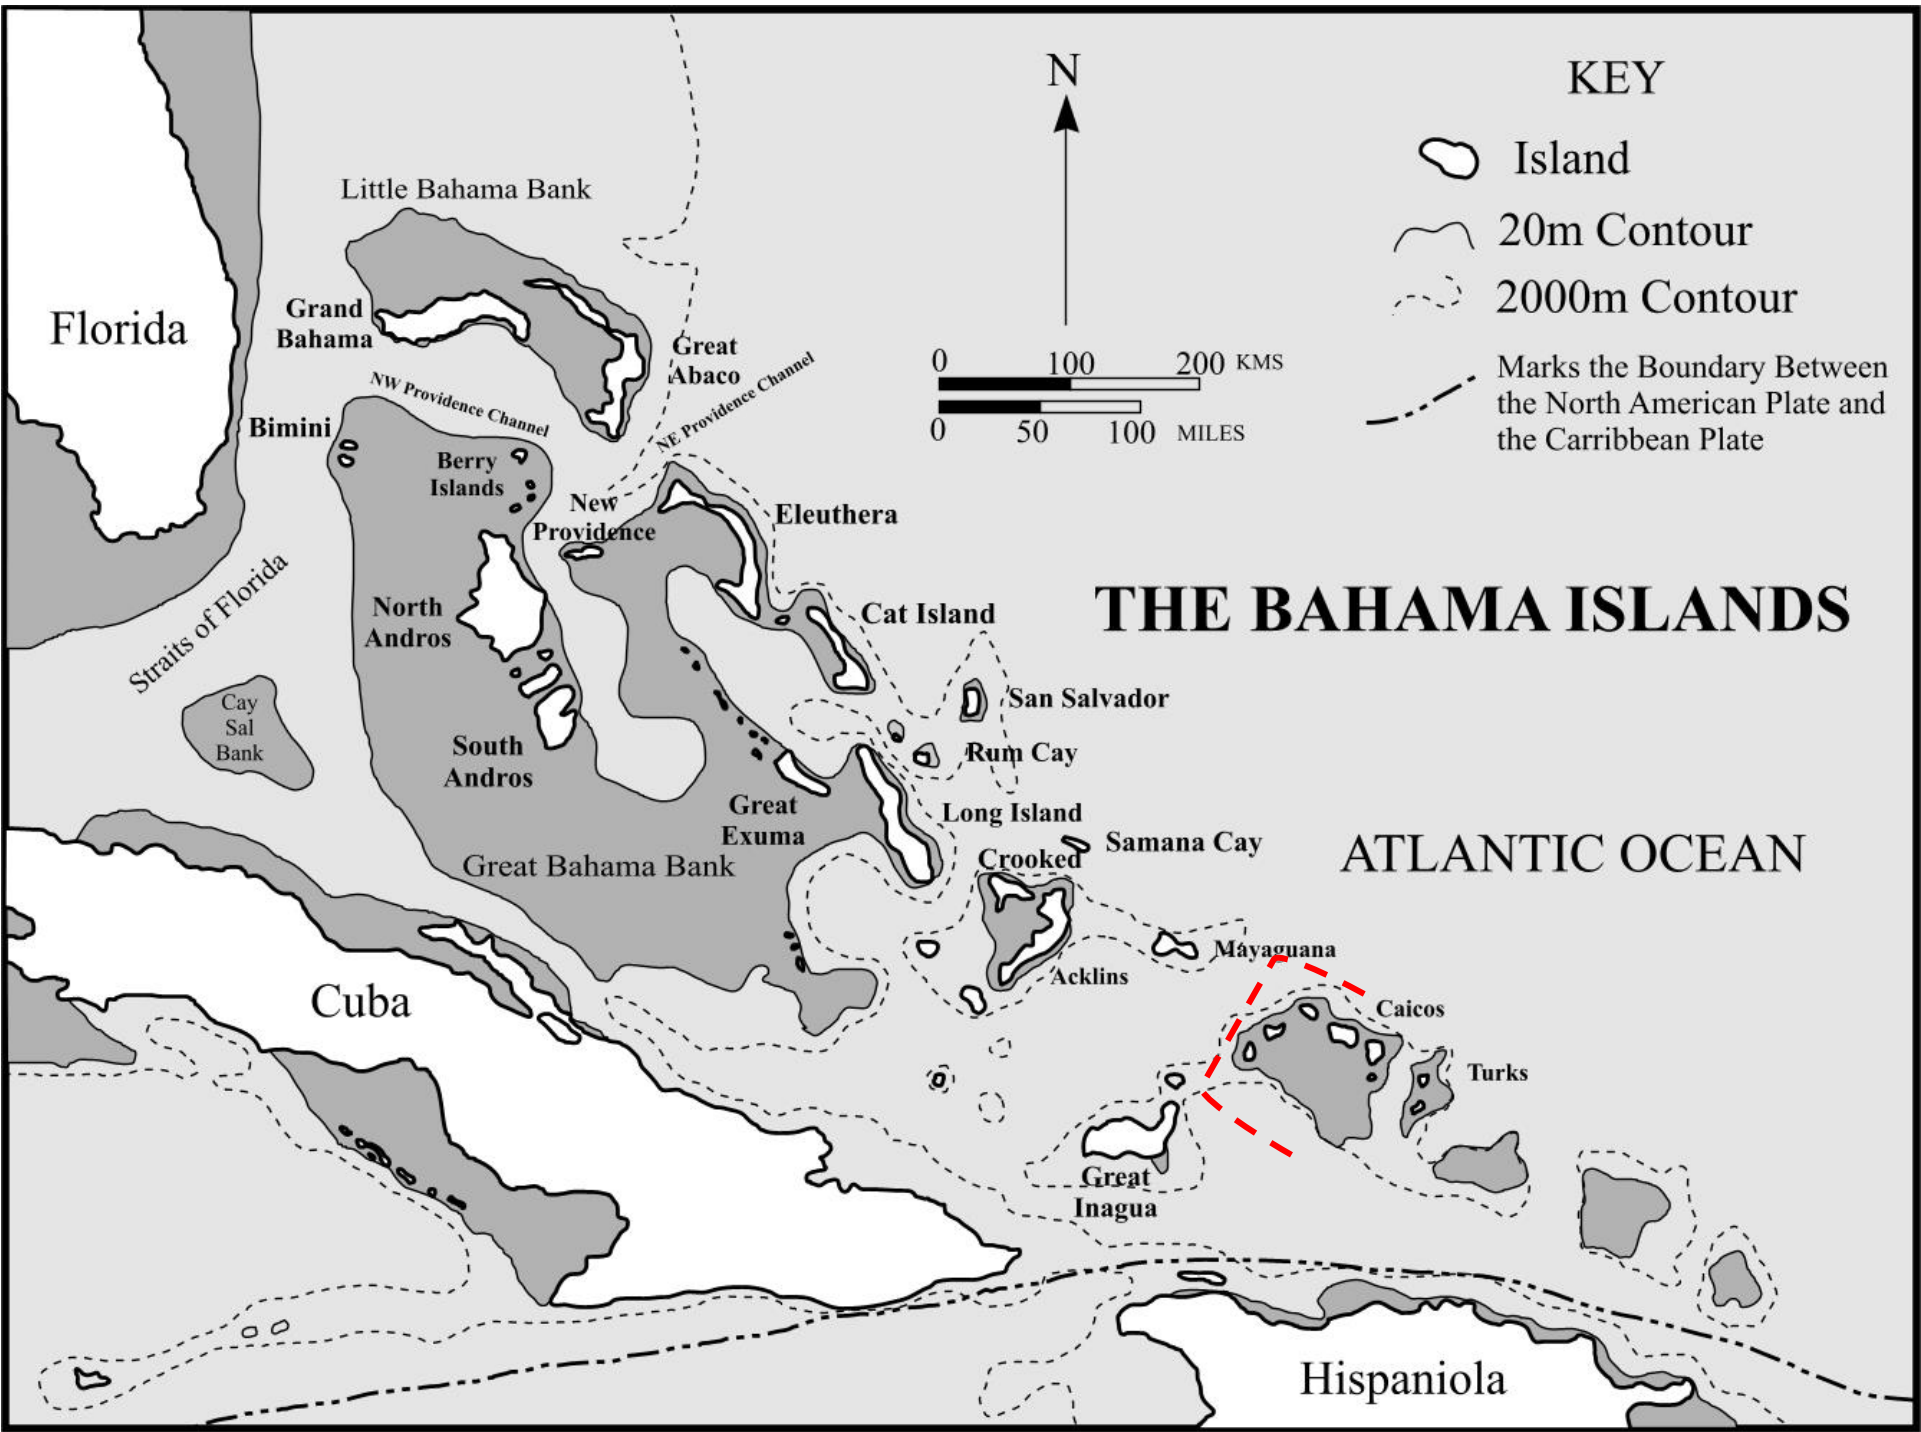 N
KEY
Island
20m Contour
2000m Contour
Marks the Boundary Between
the North American Plate and
the Carribbean Plate
0 100 200 KMS
0 50 100 MILES
THE BAHAMA ISLANDS
ATLANTIC OCEAN
Florida
Little Bahama Bank
Grand
Bahama
Great
Abaco
NW Providence Channel
NE Providence Channel
Bimini
Berry
Islands
New
Providence
Eleuthera
Straits of Florida
North
Andros
Cat Island
Cay
Sal
Bank
South
Andros
San Salvador
Rum Cay
Great
Exuma
Long Island
Great Bahama Bank
Samana Cay
Crooked
Acklins
Mayaguana
Cuba
Caicos
Turks
Great
Inagua
Hispaniola